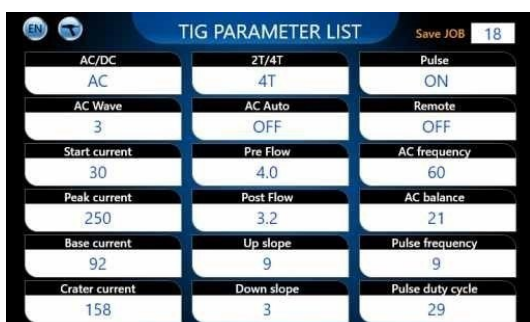 EN TIG PARAMETER LIST Save JOB 18
AC/DC 2T/4T Pulse
AC 4T ON
AC Wave AC Auto Remote
3 OFF OFF
Start current Pre Flow AC frequency
30 4.0 60
Peak current Post Flow AC balance
250 3.2 21
Base current Up slope Pulse frequency
92 9 9
Crater current Down slope Pulse duty cycle
158 3 29